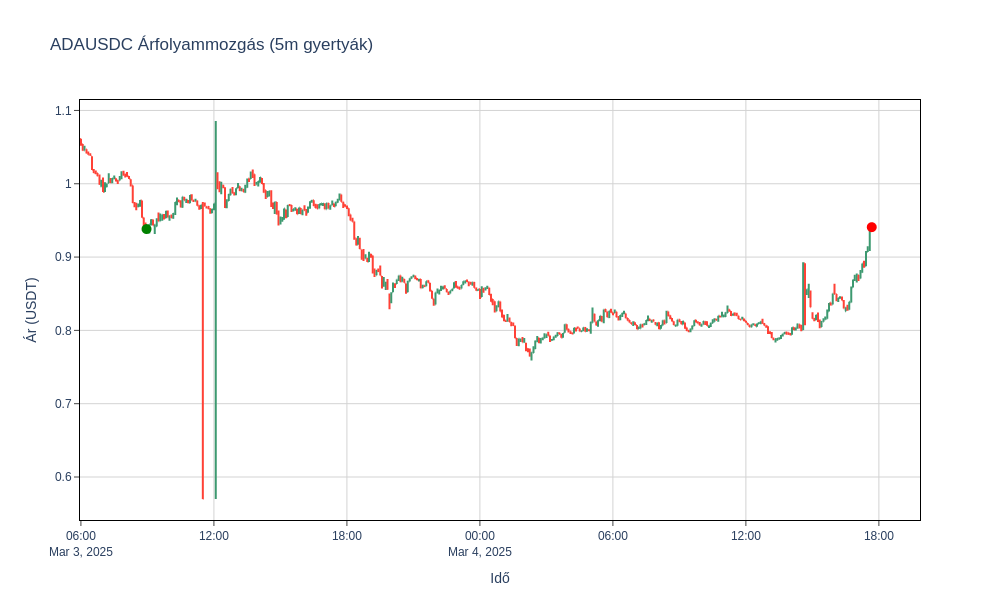 ADAUSDC Árfolyammozgás (5m gyertyák)
1.1
1
0.9
0.8
0.7
0.6
Ár (USDT)
06:00
12:00
18:00
00:00
06:00
12:00
18:00
Mar 3, 2025
Mar 4, 2025
Idő